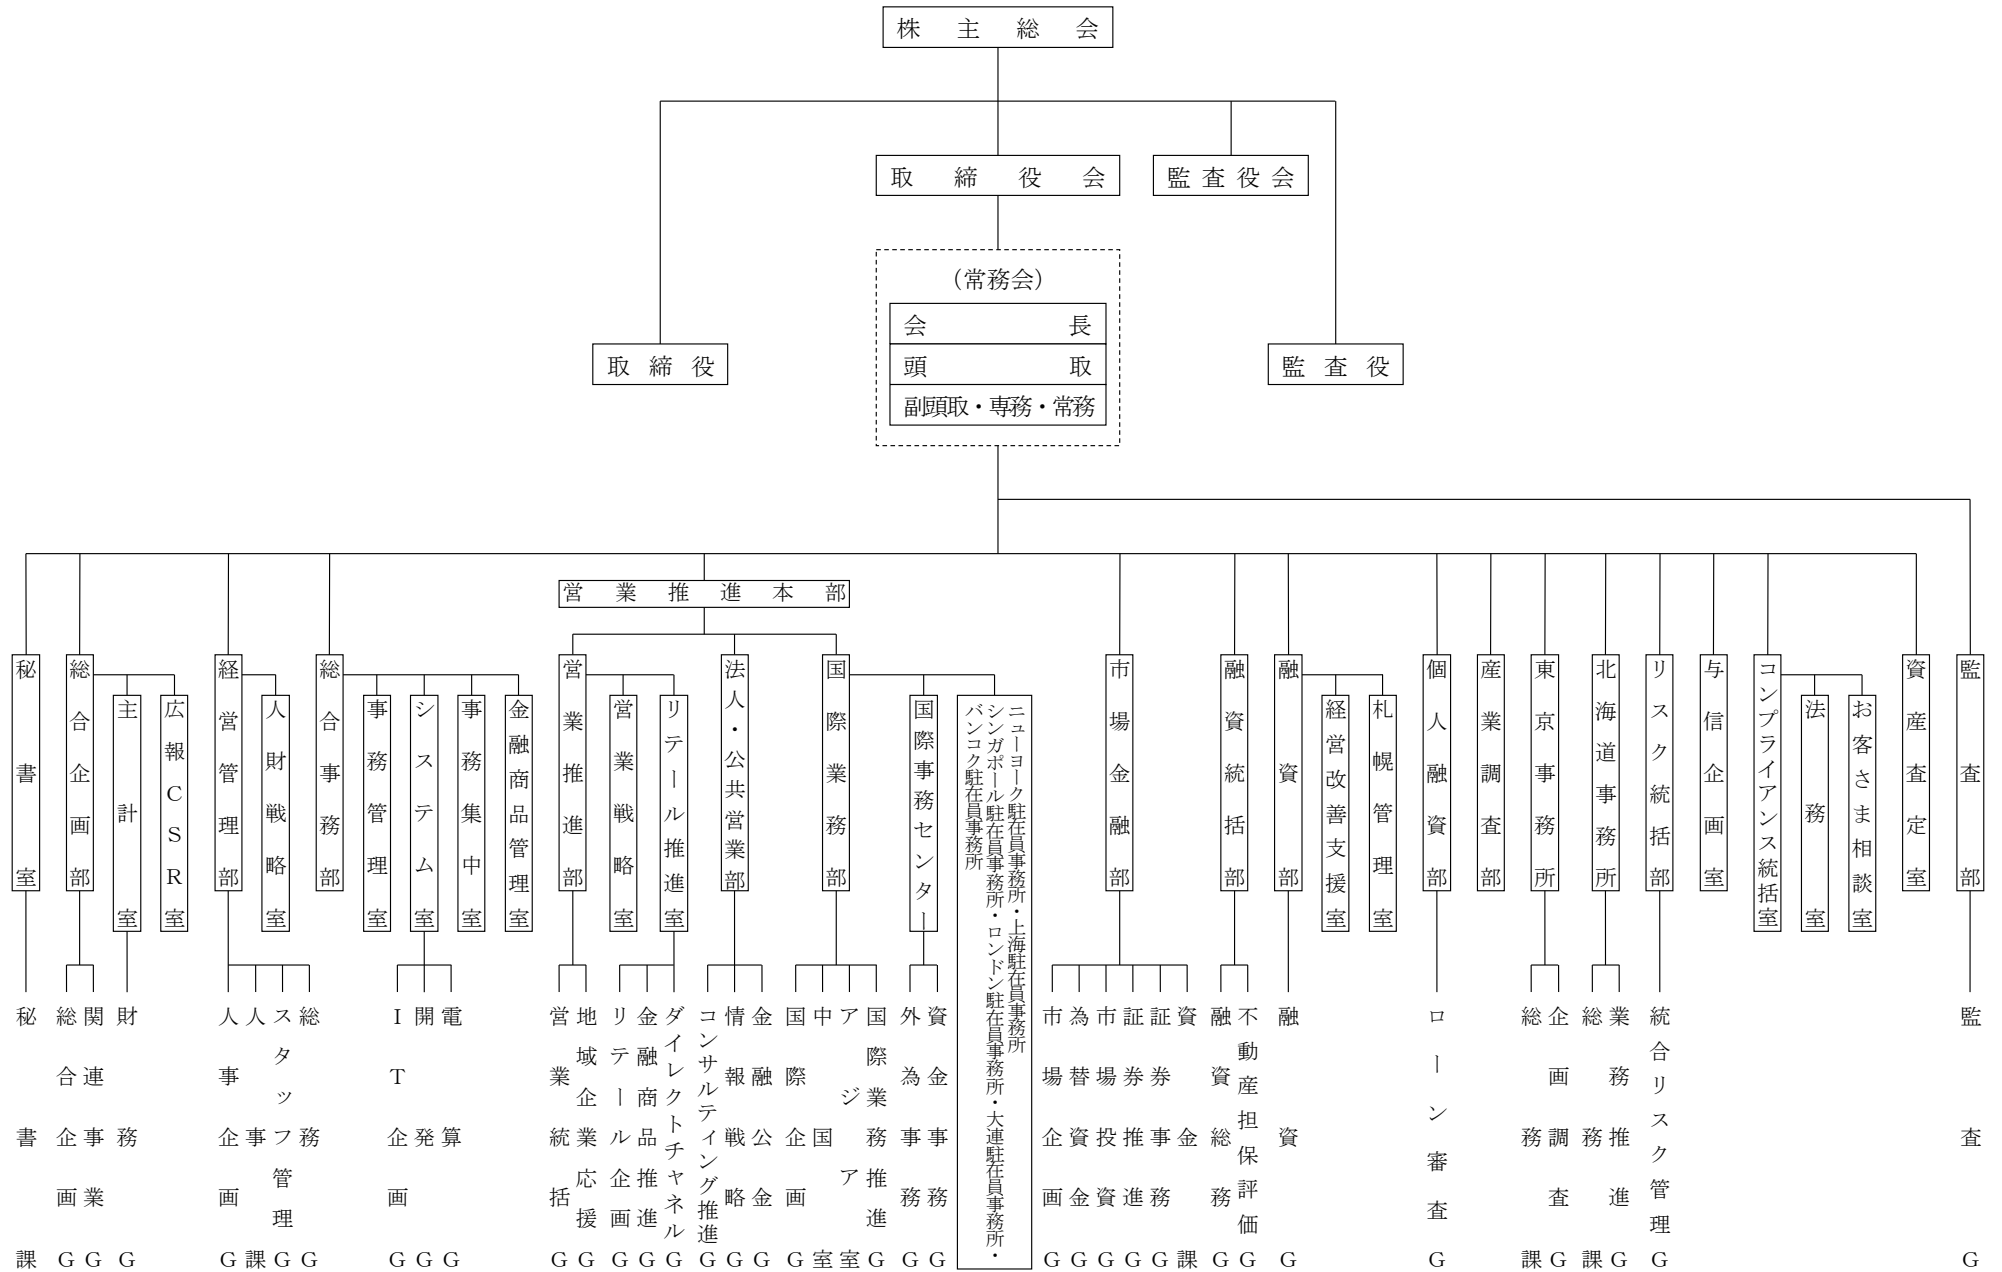 株主総会
取締役会
監査役会
（常務会）
会長
頭取
副頭取・専務・常務
取締役
監査役
営業推進本部
秘書室
総合企画部
主計室
広報CSR室
経営管理部
人財戦略室
総合事務部
事務管理室
システム室
事務集中室
金融商品管理室
営業推進部
営業戦略室
リテール推進室
法人・公共営業部
国際業務部
国際事務センター
ニューヨーク駐在員事務所・上海駐在員事務所
シンガポール駐在員事務所・ロンドン駐在員事務所・大連駐在員事務所・
バンコク駐在員事務所
市場金融部
融資統括部
融資部
経営改善支援室
札幌管理室
個人融資部
産業調査部
東京事務所
北海道事務所
リスク統括部
与信企画室
コンプライアンス統括室
法務室
お客さま相談室
資産査定室
監査部
秘書課
総合企画G
関連事業G
財務G
人事企画G
人事課
スタッフ管理G
総務G
IT企画G
開発G
電算G
営業統括G
地域企業応援G
リテール企画G
金融商品推進G
ダイレクトチャネルG
コンサルティング推進G
情報戦略G
金融公金G
国際企画G
中国室
アジア室
国際業務推進G
外為事務G
資金事務G
市場企画G
為替資金G
市場投資G
証券推進G
証券事務G
資金課
融資総務G
不動産担保評価G
融資G
ローン審査G
総務課
企画調査G
総務課
業務推進G
統合リスク管理G
監査G